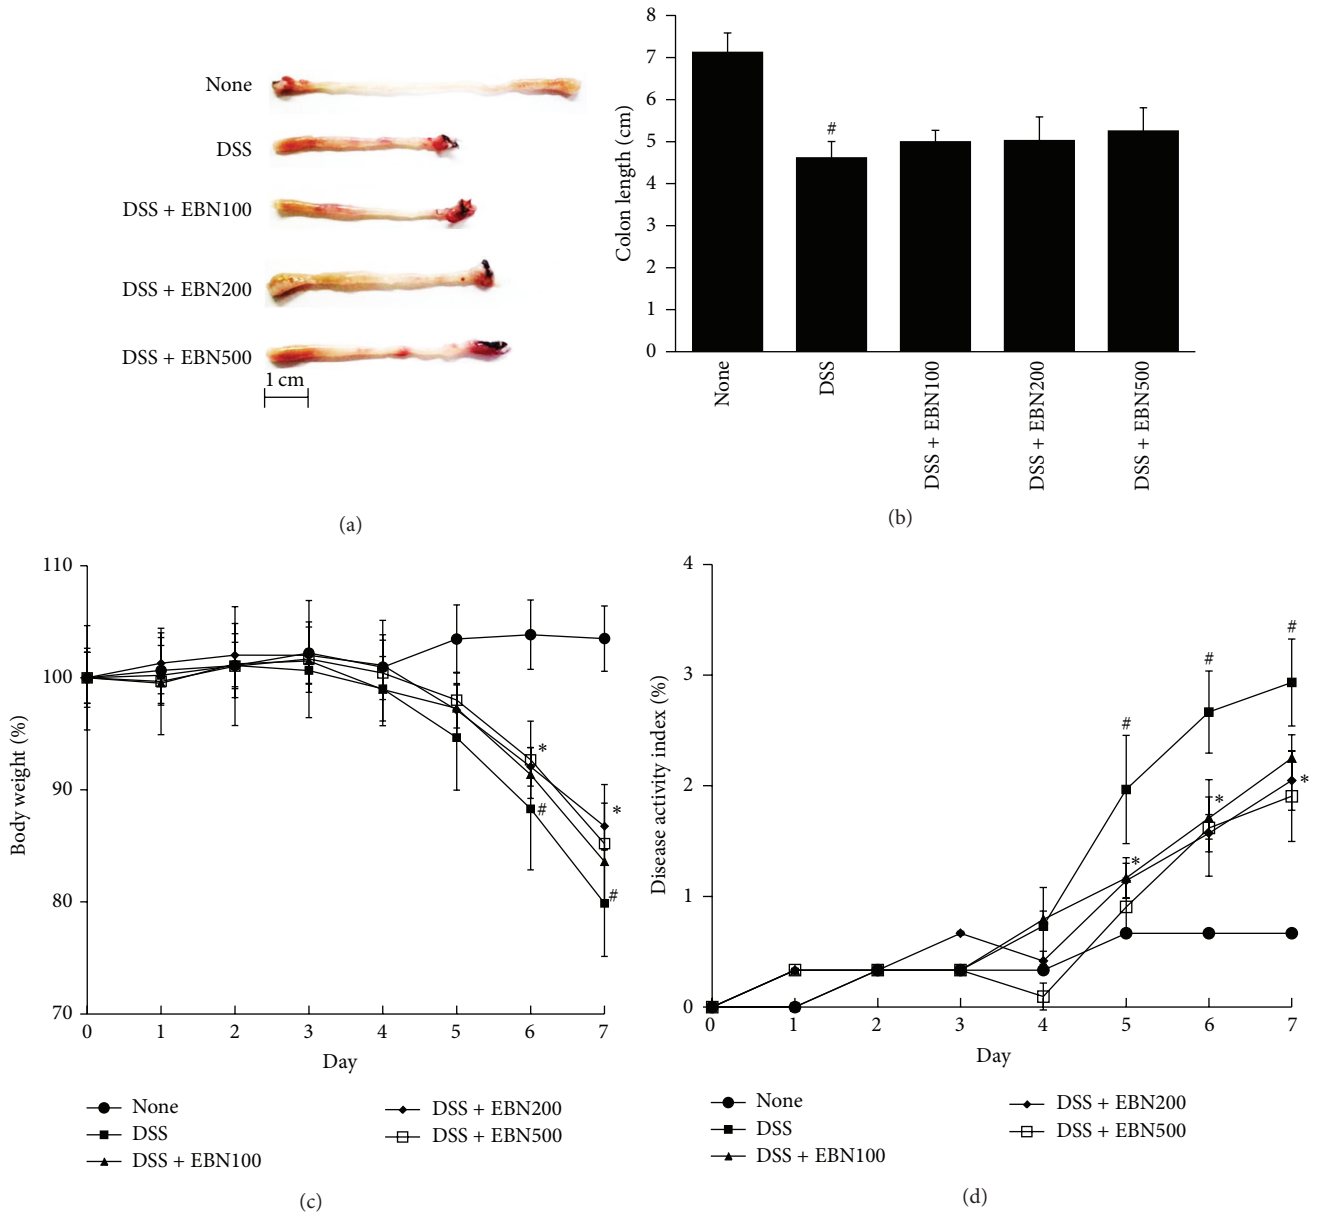 None
DSS
DSS + EBN100
DSS + EBN200
DSS + EBN500
1 cm
(a)
8
7
6
5
4
3
2
1
0
Colon length (cm)
#
None
DSS
DSS + EBN100
DSS + EBN200
DSS + EBN500
(b)
110
100
90
80
70
Body weight (%)
*
#
*
#
0 1 2 3 4 5 6 7
Day
None
DSS
DSS + EBN100
DSS + EBN200
DSS + EBN500
(c)
4
3
2
1
0
Disease activity index (%)
#
#
#
*
*
*
0 1 2 3 4 5 6 7
Day
None
DSS
DSS + EBN100
DSS + EBN200
DSS + EBN500
(d)